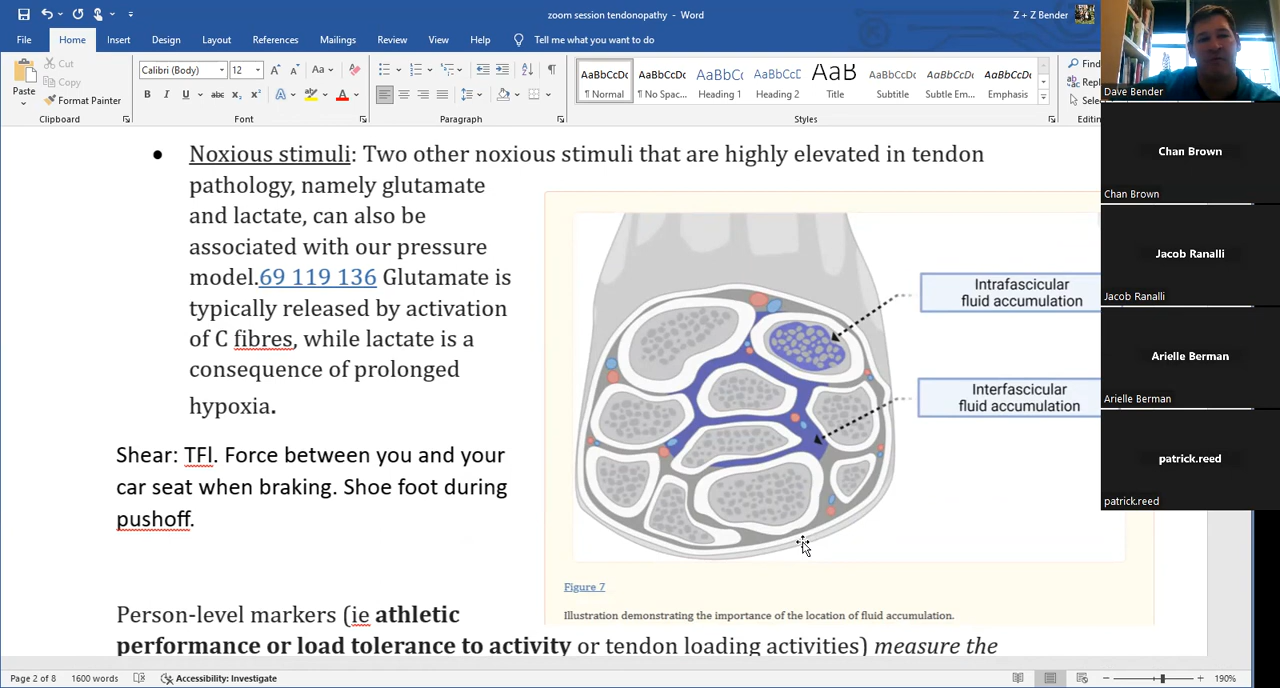 zoom session tendonopathy - Word
Z + Z Bender
File Home Insert Design Layout References Mailings Review View Help Tell me what you want to do
Paste
Cut
Copy
Format Painter
Clipboard
Calibri (Body) 12
Font
Paragraph
AaBbCcDc AaBbCcDc AaBbCc AaBbCcD AaB AaBbCcDc AaBbCcDc AaBbCcDc
¶ Normal ¶ No Spac... Heading 1 Heading 2 Title Subtitle Subtle Em... Emphasis
Styles
Find
Repl
Sele
Editin
Dave Bender
Chan Brown
Chan Brown
Jacob Ranalli
Jacob Ranalli
Arielle Berman
Arielle Berman
patrick.reed
patrick.reed
• Noxious stimuli: Two other noxious stimuli that are highly elevated in tendon
pathology, namely glutamate
and lactate, can also be
associated with our pressure
model.69 119 136 Glutamate is
typically released by activation
of C fibres, while lactate is a
consequence of prolonged
hypoxia.
Intrafascicular
fluid accumulation
Interfascicular
fluid accumulation
Figure 7
Illustration demonstrating the importance of the location of fluid accumulation.
Shear: TFl. Force between you and your
car seat when braking. Shoe foot during
pushoff.
Person-level markers (ie athletic
performance or load tolerance to activity or tendon loading activities) measure the
Page 2 of 8 1600 words Accessibility: Investigate 190%